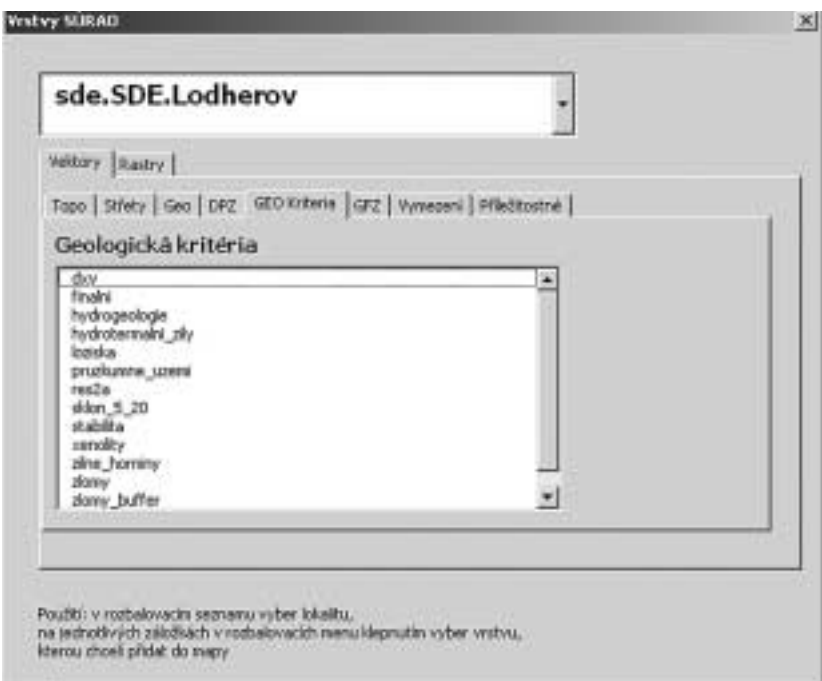 Vrstvy SÚRAO
sde.SDE.Lodherov
Vektory Rastry
Topo Střety Geo DPZ GEO Kriteria GFZ Vymezení Příležitostné
Geologická kritéria
dxv
finalni
hydrogeologie
hydrotermalni_zily
loziska
pruzkumne_uzemi
res2a
sklon_5_20
stabilita
xenolity
zilne_horniny
zlomy
zlomy_buffer
Použití: v rozbalovacím seznamu vyber lokalitu,
na jednotlivých záložkách v rozbalovacích menu klepnutím vyber vrstvu,
kterou chceš přidat do mapy